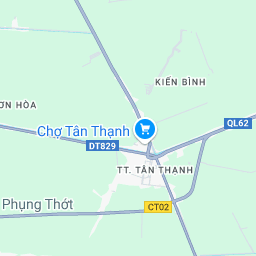 KIẾN BÌNH
ƠN HÒA
QL62
Chợ Tân Thạnh
DT829
TT. TÂN THẠNH
Phụng Thớt
CT02